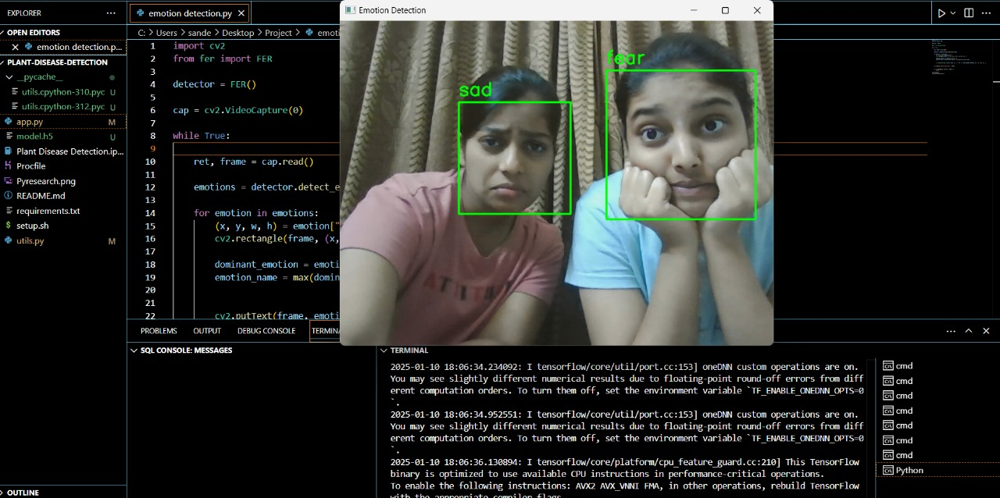 EXPLORER
···
OPEN EDITORS
emotion detection.p...
PLANT-DISEASE-DETECTION
__pycache__
utils.cpython-310.pyc U
utils.cpython-312.pyc U
app.py M
model.h5 U
Plant Disease Detection.ip...
Procfile
Pyresearch.png
README.md
requirements.txt
setup.sh
utils.py M
OUTLINE
emotion detection.py
C: > Users > sande > Desktop > Project > emoti
1 import cv2
2 from fer import FER
3
4 detector = FER()
5
6 cap = cv2.VideoCapture(0)
7
8 while True:
9
10 ret, frame = cap.read()
11
12 emotions = detector.detect_e
13
14 for emotion in emotions:
15 (x, y, w, h) = emotion["
16 cv2.rectangle(frame, (x,
17
18 dominant_emotion = emoti
19 emotion_name = max(domin
20
21
22 cv2.putText(frame, emoti
Emotion Detection
sad
fear
PROBLEMS OUTPUT DEBUG CONSOLE TERMIN
SQL CONSOLE: MESSAGES
TERMINAL
2025-01-10 18:06:34.234092: I tensorflow/core/util/port.cc:153] oneDNN custom operations are on.
You may see slightly different numerical results due to floating-point round-off errors from diff
erent computation orders. To turn them off, set the environment variable `TF_ENABLE_ONEDNN_OPTS=0
`.
2025-01-10 18:06:34.952551: I tensorflow/core/util/port.cc:153] oneDNN custom operations are on.
You may see slightly different numerical results due to floating-point round-off errors from diff
erent computation orders. To turn them off, set the environment variable `TF_ENABLE_ONEDNN_OPTS=0
`.
2025-01-10 18:06:36.130894: I tensorflow/core/platform/cpu_feature_guard.cc:210] This TensorFlow
binary is optimized to use available CPU instructions in performance-critical operations.
To enable the following instructions: AVX2 AVX_VNNI FMA, in other operations, rebuild TensorFlow
with the appropriate compiler flags.
cmd
cmd
cmd
cmd
cmd
cmd
cmd
Python